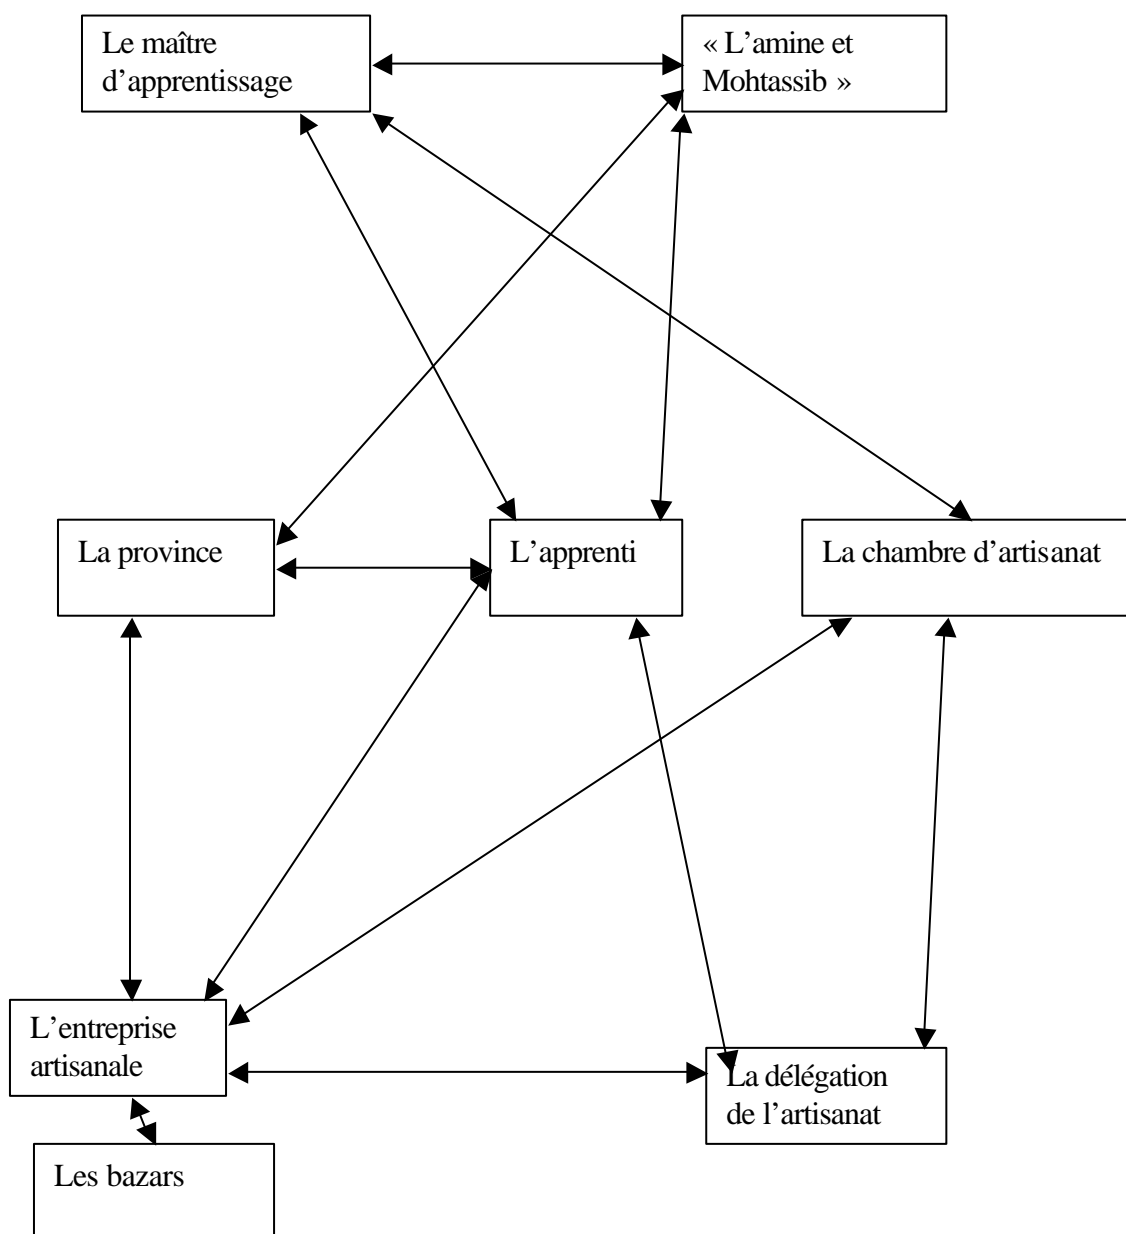 Le maître
d’apprentissage
« L’amine et
Mohtassib »
La province
L’apprenti
La chambre d’artisanat
L’entreprise
artisanale
La délégation
de l’artisanat
Les bazars